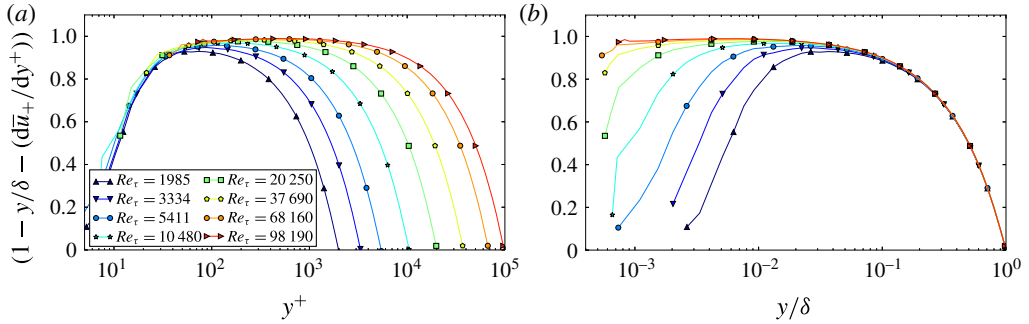 (a)
(b)
(1 − y/δ − (du̅₊/dy⁺))
1.0
0.8
0.6
0.4
0.2
0
Re_τ = 1985
Re_τ = 3334
Re_τ = 5411
Re_τ = 10 480
Re_τ = 20 250
Re_τ = 37 690
Re_τ = 68 160
Re_τ = 98 190
10¹ 10² 10³ 10⁴ 10⁵
y⁺
1.0
0.8
0.6
0.4
0.2
0
10⁻³ 10⁻² 10⁻¹ 10⁰
y/δ